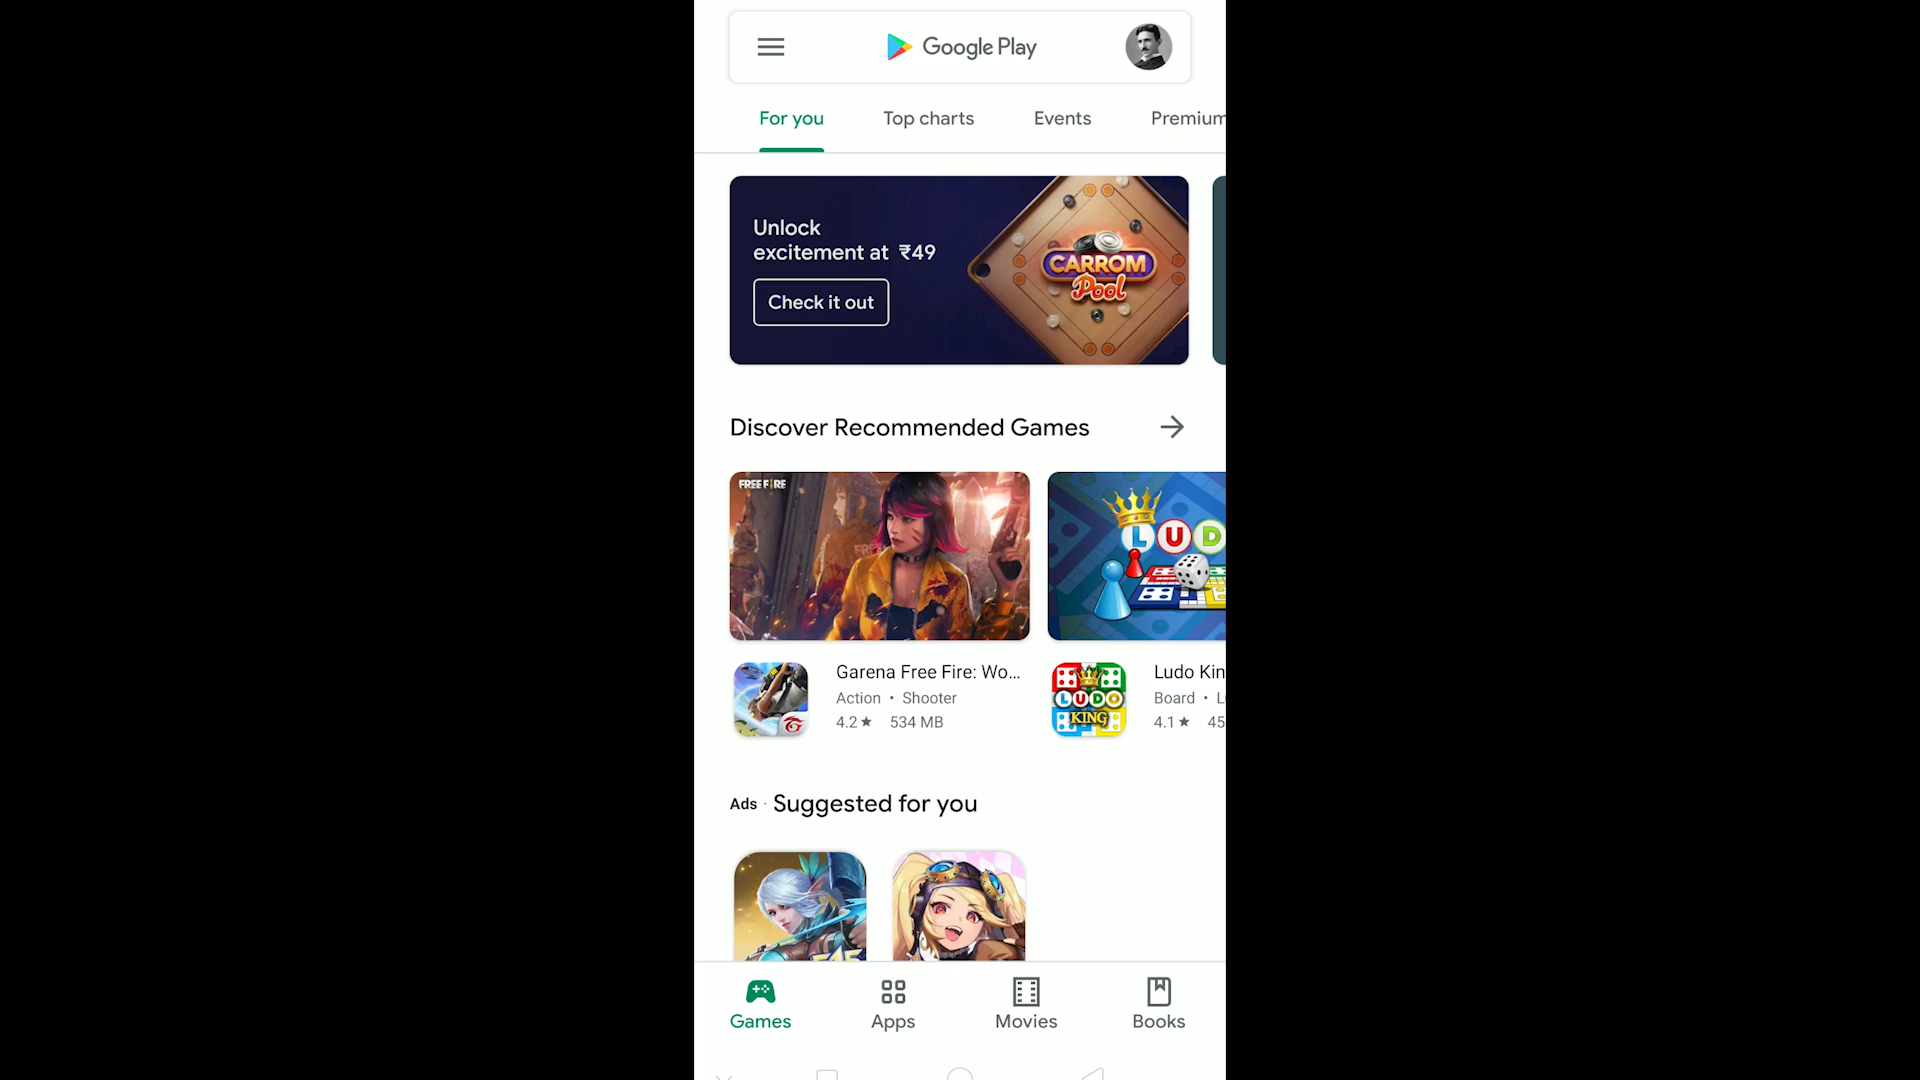 Google Play
For you
Top charts
Events
Premium
Unlock
excitement at ₹49
Check it out
CARROM
Pool
Discover Recommended Games
FREE FIRE
FREE
LUD
Garena Free Fire: Wo...
Action • Shooter
4.2★ 534 MB
LUDO
KING
Ludo Kin
Board • L
4.1★ 45
Ads · Suggested for you
Games
Apps
Movies
Books